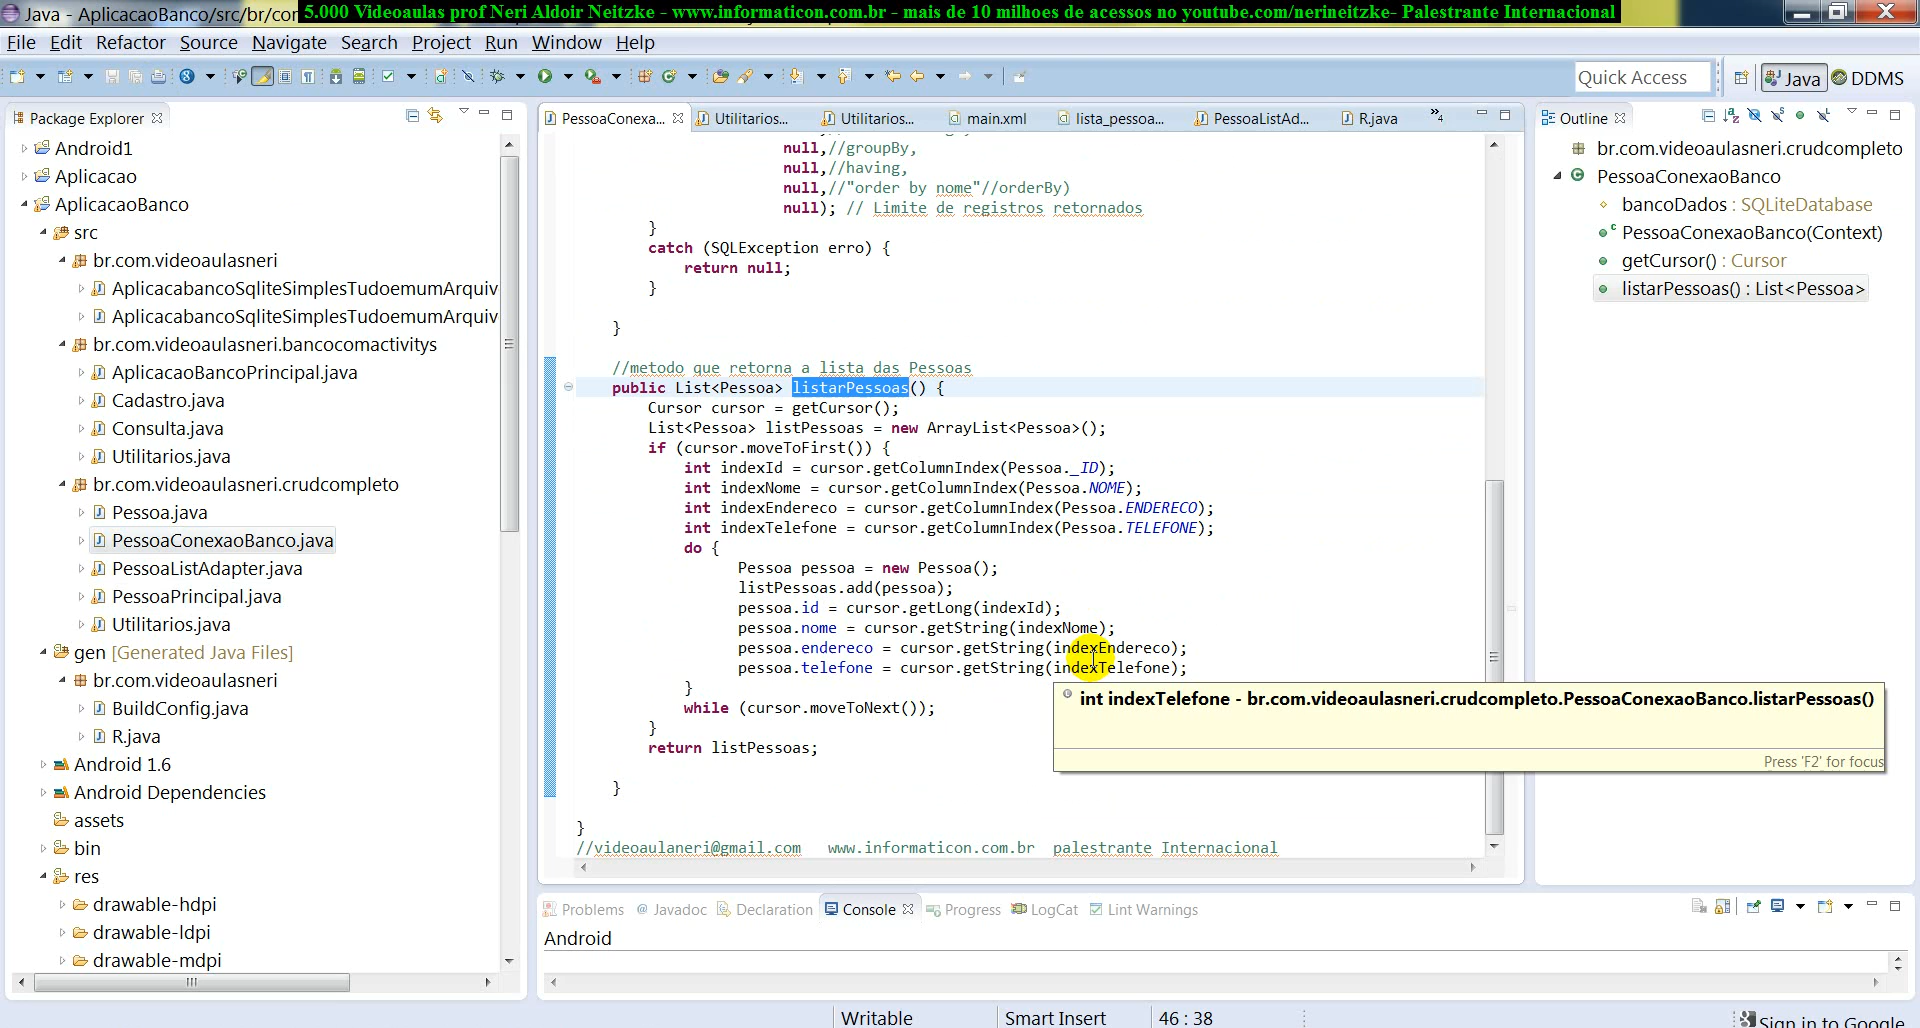 Java - AplicacaoBanco/src/br/cor
5.000 Videoaulas prof Neri Aldoir Neitzke - www.informaticon.com.br - mais de 10 milhoes de acessos no youtube.com/nerineitzke- Palestrante Internacional
File Edit Refactor Source Navigate Search Project Run Window Help
Quick Access
Java
DDMS
Package Explorer
Android1
Aplicacao
AplicacaoBanco
src
br.com.videoaulasneri
AplicacabancoSqliteSimplesTudoemumArquiv
AplicacabancoSqliteSimplesTudoemumArquiv
br.com.videoaulasneri.bancocomactivitys
AplicacaoBancoPrincipal.java
Cadastro.java
Consulta.java
Utilitarios.java
br.com.videoaulasneri.crudcompleto
Pessoa.java
PessoaConexaoBanco.java
PessoaListAdapter.java
PessoaPrincipal.java
Utilitarios.java
gen [Generated Java Files]
br.com.videoaulasneri
BuildConfig.java
R.java
Android 1.6
Android Dependencies
assets
bin
res
drawable-hdpi
drawable-ldpi
drawable-mdpi
PessoaConexa...
Utilitarios...
Utilitarios...
main.xml
lista_pessoa...
PessoaListAd...
R.java
»4
null,//groupBy,
null,//having,
null,//"order by nome"//orderBy)
null); // Limite de registros retornados
}
catch (SQLException erro) {
return null;
}
}
//metodo que retorna a lista das Pessoas
public List<Pessoa> listarPessoas() {
Cursor cursor = getCursor();
List<Pessoa> listPessoas = new ArrayList<Pessoa>();
if (cursor.moveToFirst()) {
int indexId = cursor.getColumnIndex(Pessoa._ID);
int indexNome = cursor.getColumnIndex(Pessoa.NOME);
int indexEndereco = cursor.getColumnIndex(Pessoa.ENDERECO);
int indexTelefone = cursor.getColumnIndex(Pessoa.TELEFONE);
do {
Pessoa pessoa = new Pessoa();
listPessoas.add(pessoa);
pessoa.id = cursor.getLong(indexId);
pessoa.nome = cursor.getString(indexNome);
pessoa.endereco = cursor.getString(indexEndereco);
pessoa.telefone = cursor.getString(indexTelefone);
}
while (cursor.moveToNext());
}
return listPessoas;
}
}
//videoaulaneri@gmail.com www.informaticon.com.br palestrante Internacional
int indexTelefone - br.com.videoaulasneri.crudcompleto.PessoaConexaoBanco.listarPessoas()
Press 'F2' for focus
Outline
br.com.videoaulasneri.crudcompleto
PessoaConexaoBanco
bancoDados : SQLiteDatabase
PessoaConexaoBanco(Context)
getCursor() : Cursor
listarPessoas() : List<Pessoa>
Problems
Javadoc
Declaration
Console
Progress
LogCat
Lint Warnings
Android
Writable
Smart Insert
46 : 38
Sign in to Google